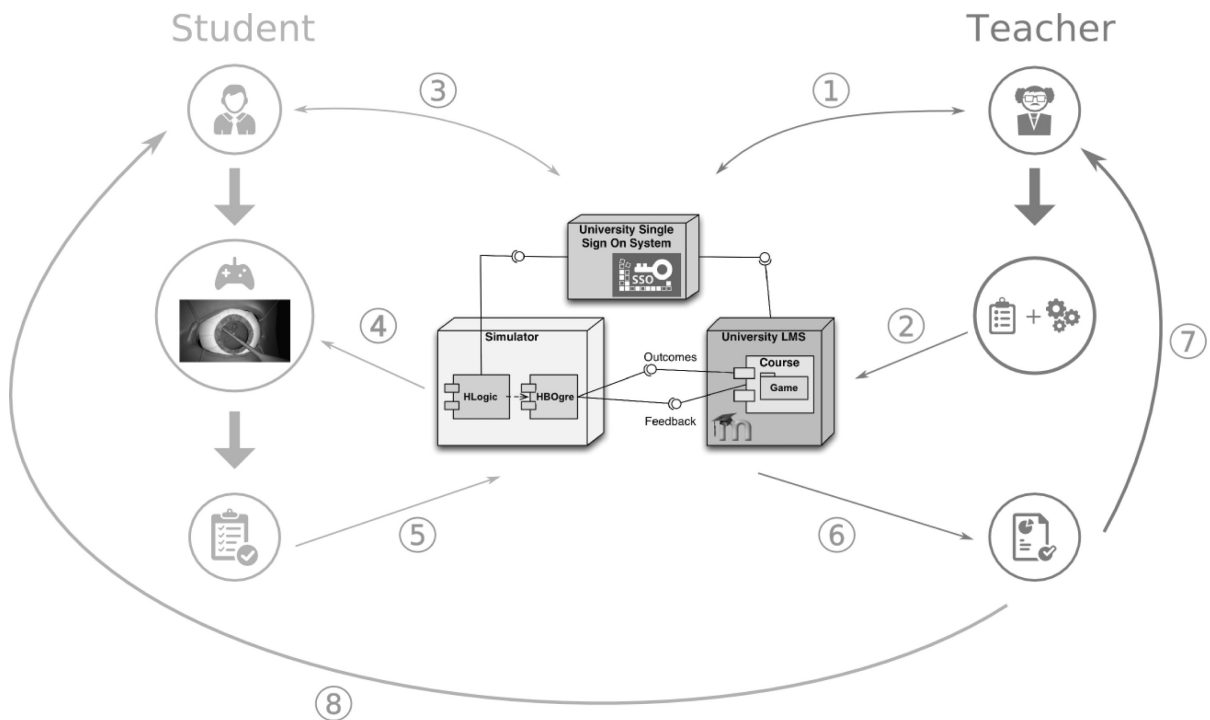 Student
Teacher
③
①
University Single
Sign On System
SSO
④
②
⑦
Simulator
University LMS
Outcomes
Course
Game
HLogic
HBOgre
Feedback
m
⑤
⑥
⑧